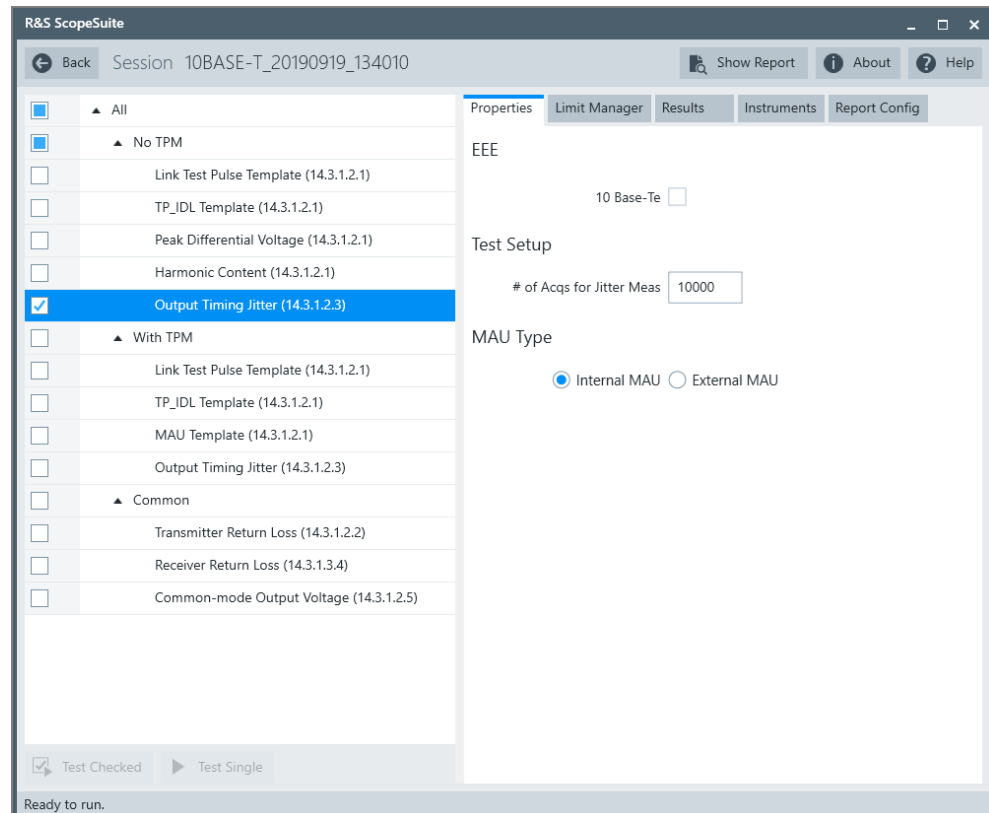 R&S ScopeSuite
Back Session 10BASE-T_20190919_134010 Show Report About Help
All
No TPM
Link Test Pulse Template (14.3.1.2.1)
TP_IDL Template (14.3.1.2.1)
Peak Differential Voltage (14.3.1.2.1)
Harmonic Content (14.3.1.2.1)
Output Timing Jitter (14.3.1.2.3)
With TPM
Link Test Pulse Template (14.3.1.2.1)
TP_IDL Template (14.3.1.2.1)
MAU Template (14.3.1.2.1)
Output Timing Jitter (14.3.1.2.3)
Common
Transmitter Return Loss (14.3.1.2.2)
Receiver Return Loss (14.3.1.3.4)
Common-mode Output Voltage (14.3.1.2.5)
Test Checked Test Single
Properties Limit Manager Results Instruments Report Config
EEE
10 Base-Te
Test Setup
# of Acqs for Jitter Meas 10000
MAU Type
Internal MAU External MAU
Ready to run.